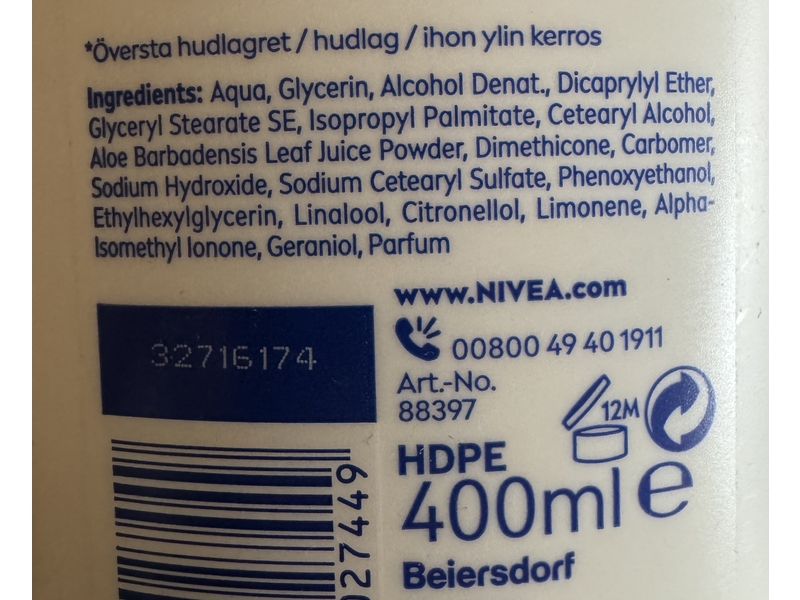 *Översta hudlagret / hudlag / ihon ylin kerros
Ingredients: Aqua, Glycerin, Alcohol Denat., Dicaprylyl Ether,
Glyceryl Stearate SE, Isopropyl Palmitate, Cetearyl Alcohol,
Aloe Barbadensis Leaf Juice Powder, Dimethicone, Carbomer,
Sodium Hydroxide, Sodium Cetearyl Sulfate, Phenoxyethanol,
Ethylhexylglycerin, Linalool, Citronellol, Limonene, Alpha-
Isomethyl Ionone, Geraniol, Parfum
www.NIVEA.com
32716174
00800 49 40 1911
Art.-No.
88397
12M
HDPE
400ml e
Beiersdorf